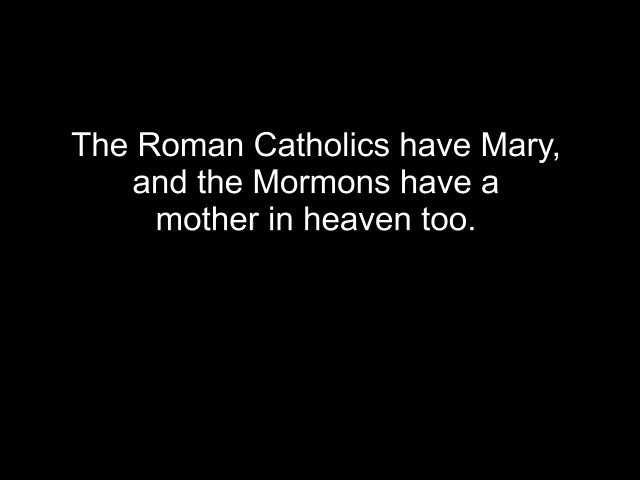 The Roman Catholics have Mary,
and the Mormons have a
mother in heaven too.